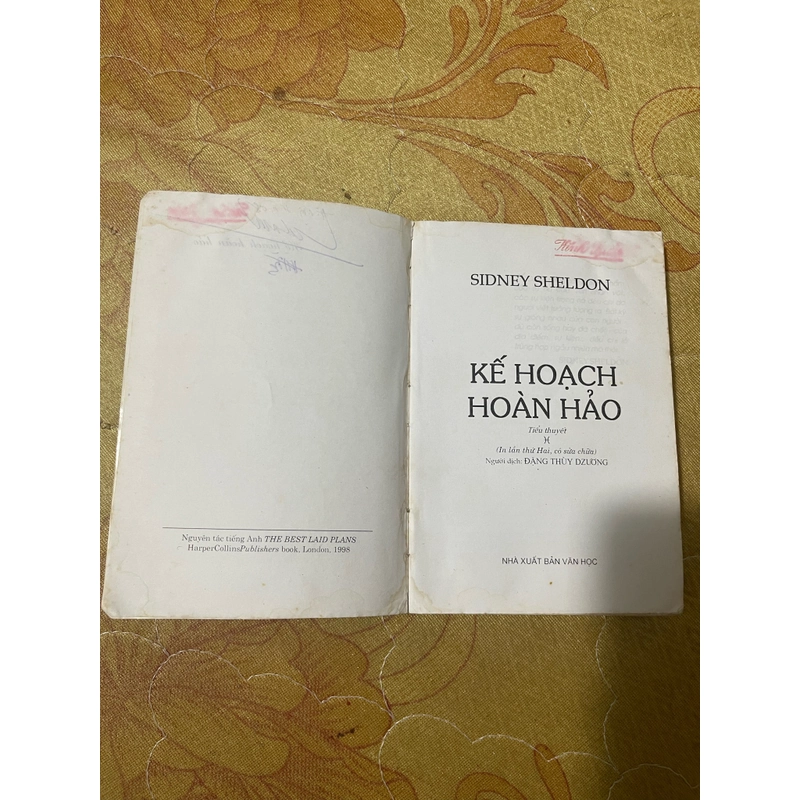 Nguyên tác tiếng Anh THE BEST LAID PLANS
HarperCollinsPublishers book, London, 1998
SIDNEY SHELDON
KẾ HOẠCH
HOÀN HẢO
Tiểu thuyết
(In lần thứ Hai, có sửa chữa)
Người dịch: ĐẶNG THÙY DZƯƠNG
NHÀ XUẤT BẢN VĂN HỌC